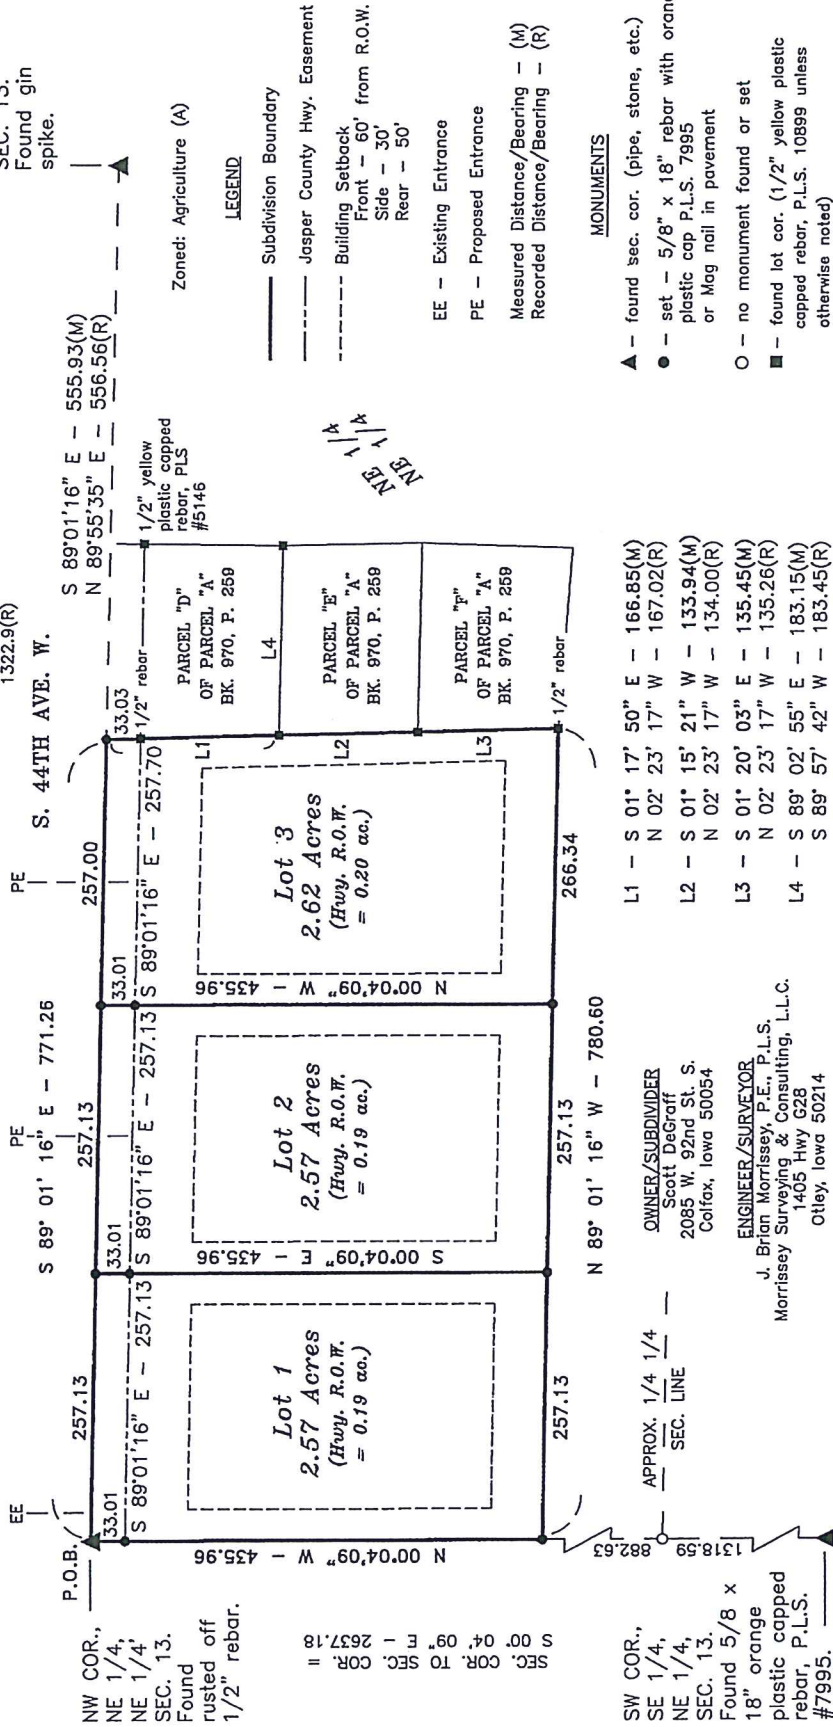 1322.9(R)
SEC. 13.
Found gin
spike.
S. 44TH AVE. W.
S 89°01'16" E - 555.93(M)
N 89°55'35" E - 556.56(R)
EE
PE
PE
P.O.B.
S 89° 01' 16" E - 771.26
257.13
257.13
257.00
33.01
33.01
33.01
33.03
S 89°01'16" E - 257.13
S 89°01'16" E - 257.13
S 89°01'16" E - 257.70
1/2" rebar
1/2" yellow
plastic capped
rebar, PLS
#5146
NW COR.,
NE 1/4,
NE 1/4'
SEC. 13.
Found
rusted off
1/2" rebar.
N 00°04'09" W - 435.96
Lot 1
2.57 Acres
(Hwy. R.O.W.
= 0.19 ac.)
S 00°04'09" E - 435.96
Lot 2
2.57 Acres
(Hwy. R.O.W.
= 0.19 ac.)
N 00°04'09" W - 435.96
Lot 3
2.62 Acres
(Hwy. R.O.W.
= 0.20 ac.)
L1
L2
L3
L4
PARCEL "D"
OF PARCEL "A"
BK. 970, P. 259
PARCEL "E"
OF PARCEL "A"
BK. 970, P. 259
PARCEL "F"
OF PARCEL "A"
BK. 970, P. 259
1/2" rebar
NE 1/4
NE 1/4
257.13
257.13
266.34
N 89° 01' 16" W - 780.60
SEC. COR. TO SEC. COR. =
S 00° 04' 09" E - 2637.18
882.63
1318.59
APPROX. 1/4 1/4
SEC. LINE
SW COR.,
SE 1/4,
NE 1/4,
SEC. 13.
Found 5/8 x
18" orange
plastic capped
rebar, P.L.S.
#7995.
OWNER/SUBDIVIDER
Scott DeGraff
2085 W. 92nd St. S.
Colfax, Iowa 50054
ENGINEER/SURVEYOR
J. Brian Morrissey, P.E., P.L.S.
Morrissey Surveying & Consulting, L.L.C.
1405 Hwy G28
Otley, Iowa 50214
L1 - S 01° 17' 50" E - 166.85(M)
N 02° 23' 17" W - 167.02(R)
L2 - S 01° 15' 21" W - 133.94(M)
N 02° 23' 17" W - 134.00(R)
L3 - S 01° 20' 03" E - 135.45(M)
N 02° 23' 17" W - 135.26(R)
L4 - S 89° 02' 55" E - 183.15(M)
S 89° 57' 42" W - 183.45(R)
Zoned: Agriculture (A)
LEGEND
Subdivision Boundary
Jasper County Hwy. Easement
Building Setback
Front - 60' from R.O.W.
Side - 30'
Rear - 50'
EE - Existing Entrance
PE - Proposed Entrance
Measured Distance/Bearing - (M)
Recorded Distance/Bearing - (R)
MONUMENTS
▲ - found sec. cor. (pipe, stone, etc.)
● - set - 5/8" x 18" rebar with
plastic cap P.L.S. 7995
or Mag nail in pavement
○ - no monument found or set
■ - found lot cor. (1/2" yellow plastic
capped rebar, P.L.S. 10899 unless
otherwise noted)